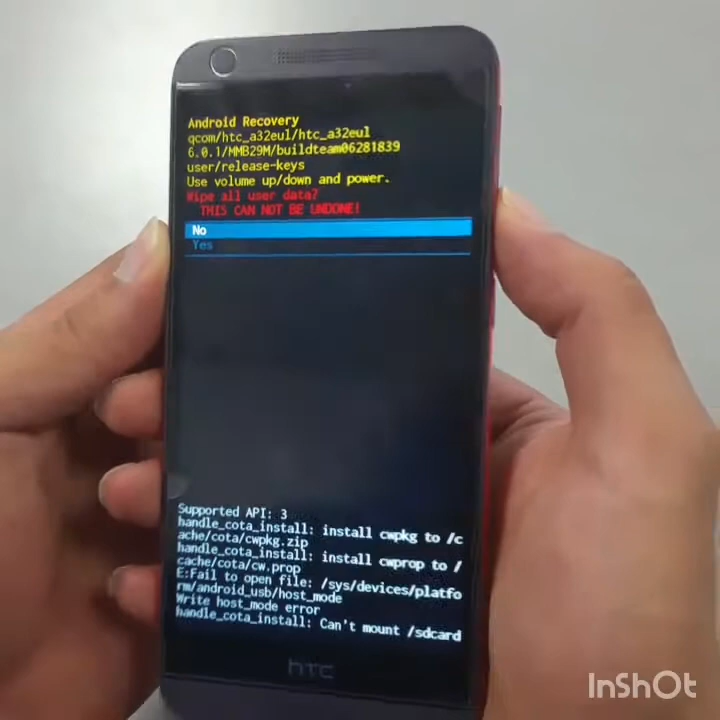 Android Recovery
qcom/htc_a32eul/htc_a32eul
6.0.1/MMB29M/buildteam06281839
user/release-keys
Use volume up/down and power.
Wipe all user data?
THIS CAN NOT BE UNDONE!
No
Yes
Supported API: 3
handle_cota_install: install cwpkg to /c
ache/cota/cwpkg.zip
handle_cota_install: install cwprop to /
cache/cota/cw.prop
E:Fail to open file: /sys/devices/platfo
rm/android_usb/host_mode
Write host_mode error
handle_cota_install: Can't mount /sdcard
hTC
InShOt